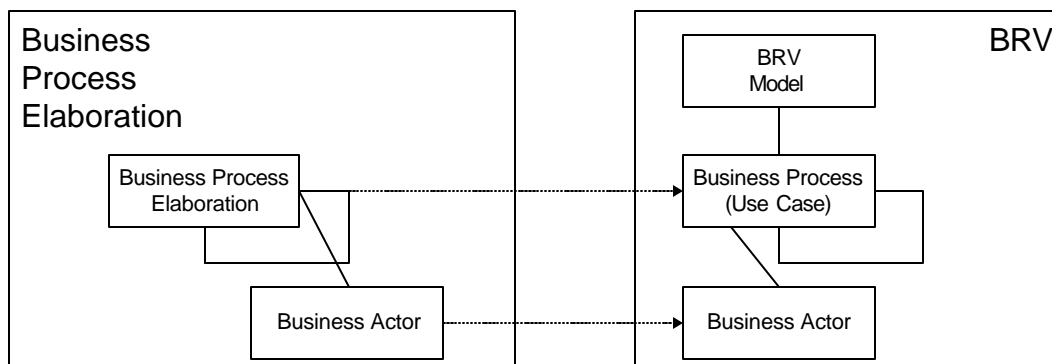 Business
Process
Elaboration
BRV
BRV
Model
Business Process
Elaboration
Business Process
(Use Case)
Business Actor
Business Actor